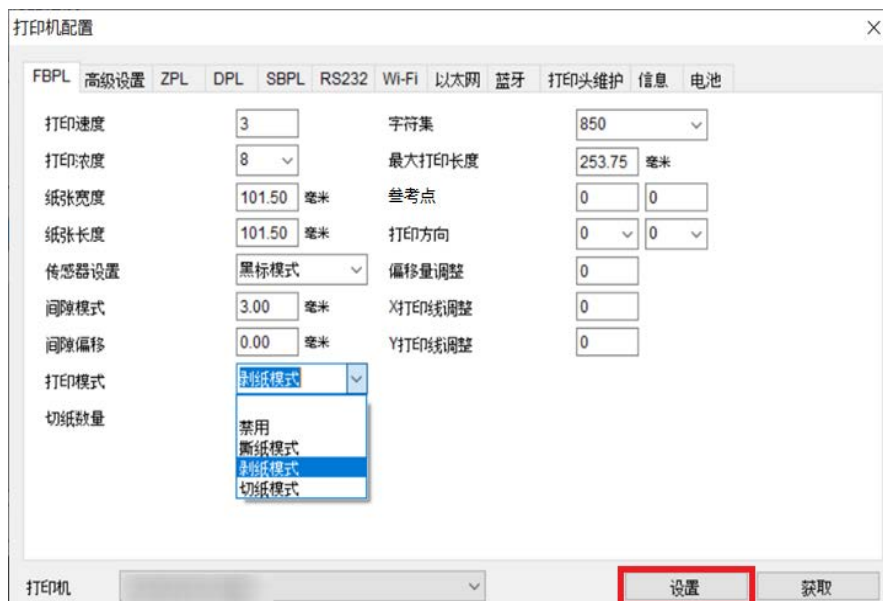 打印机配置
FBPL 高级设置 ZPL DPL SBPL RS232 Wi-Fi 以太网 蓝牙 打印头维护 信息 电池
打印速度 3 字符集 850
打印浓度 8 最大打印长度 253.75 毫米
纸张宽度 101.50 毫米 叁考点 0 0
纸张长度 101.50 毫米 打印方向 0 0
传感器设置 黑标模式 偏移量调整 0
间隙模式 3.00 毫米 X打印线调整 0
间隙偏移 0.00 毫米 Y打印线调整 0
打印模式 剥纸模式
切纸数量
禁用
撕纸模式
剥纸模式
切纸模式
打印机 设置 获取